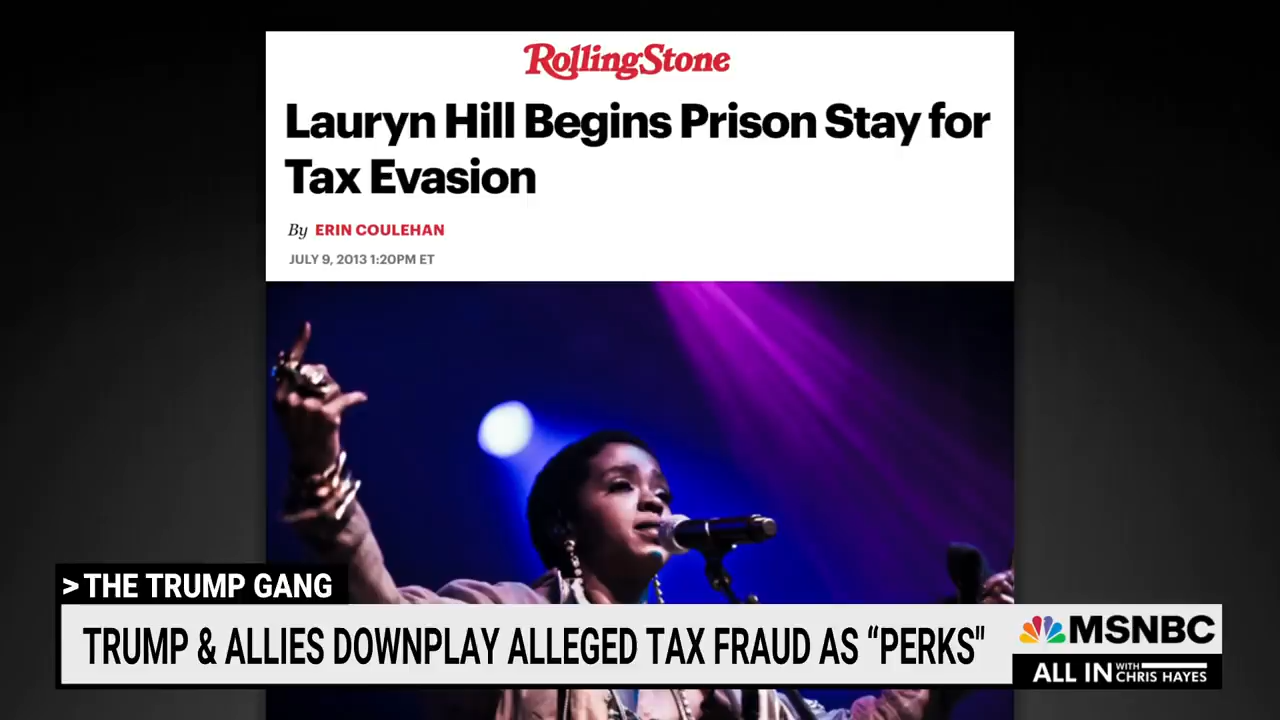 RollingStone
Lauryn Hill Begins Prison Stay for
Tax Evasion
By ERIN COULEHAN
JULY 9, 2013 1:20PM ET
> THE TRUMP GANG
TRUMP & ALLIES DOWNPLAY ALLEGED TAX FRAUD AS “PERKS"
MSNBC
ALL IN WITH CHRIS HAYES